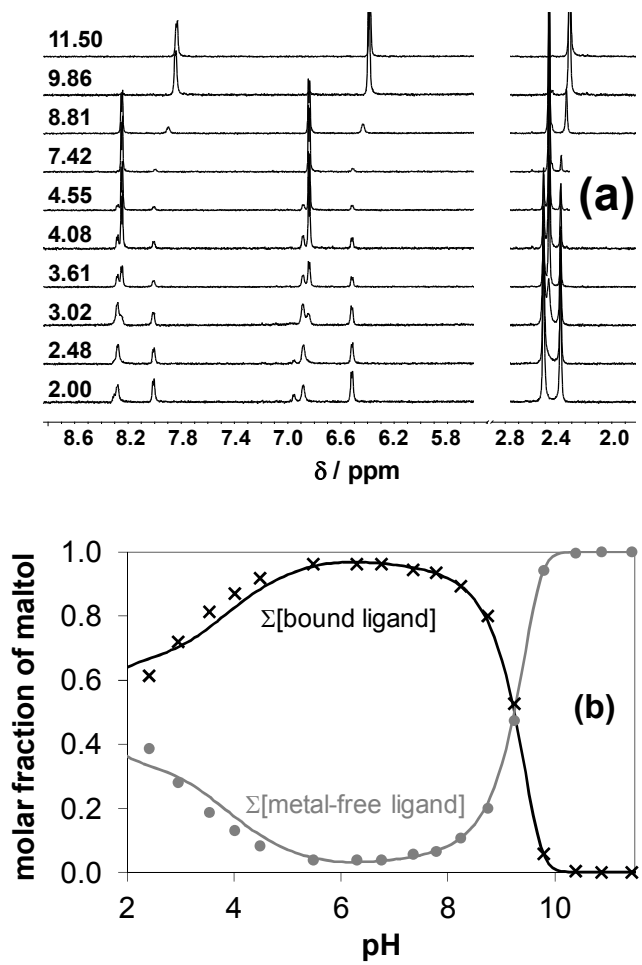 11.50
9.86
8.81
7.42
4.55
4.08
3.61
3.02
2.48
2.00
(a)
8.6 8.2 7.8 7.4 7.0 6.6 6.2 5.8 2.8 2.4 2.0
δ / ppm
molar fraction of maltol
1.0
0.8
0.6
0.4
0.2
0.0
Σ[bound ligand]
(b)
Σ[metal-free ligand]
2 4 6 8 10
pH